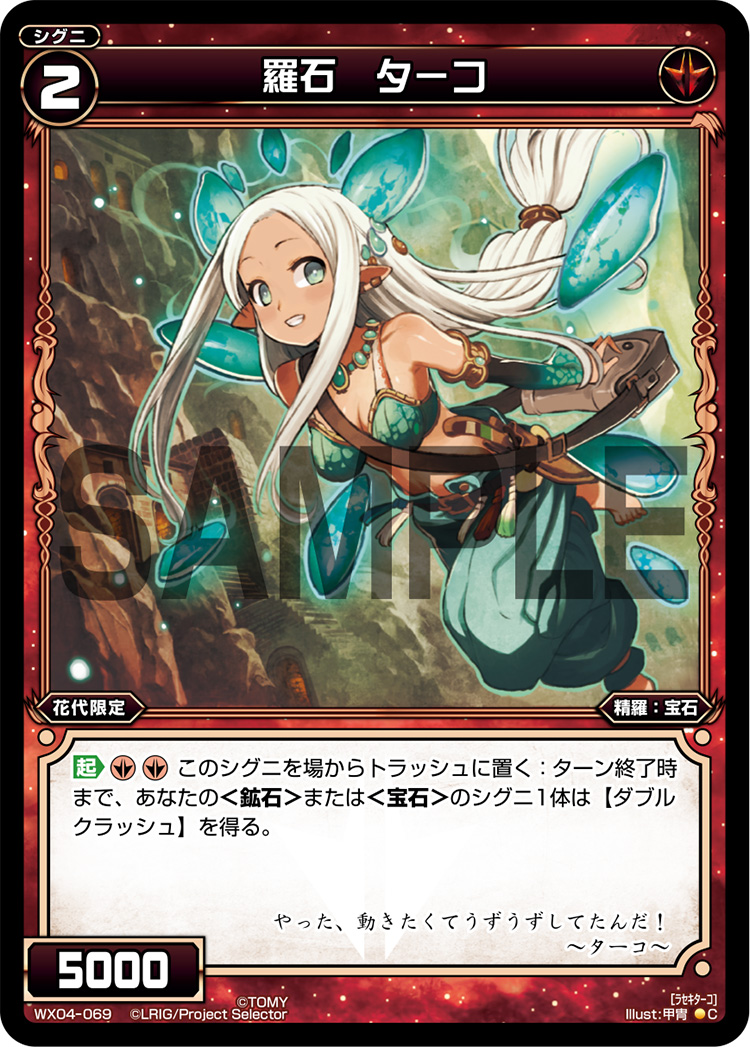 シグニ
2
羅石　ターコ
SAMPLE
花代限定
精羅：宝石
起 このシグニを場からトラッシュに置く：ターン終了時
まで、あなたの＜鉱石＞または＜宝石＞のシグニ1体は【ダブル
クラッシュ】を得る。
やった、動きたくてうずうずしてたんだ！
～ターコ～
5000
[ﾗｾｷﾀｰｺ]
WX04-069 ©LRIG/Project Selector ©TOMY
Illust:甲冑 C